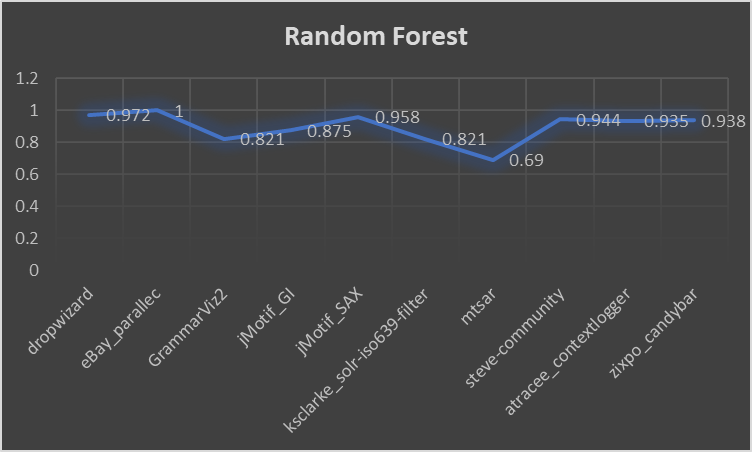 Random Forest
1.2
1
0.8
0.6
0.4
0.2
0
0.972
1
0.821
0.875
0.958
0.821
0.69
0.944
0.935
0.938
dropwizard
eBay_parallec
GrammarViz2
jMotif_GI
jMotif_SAX
ksclarke_solr-iso639-filter
mtsar
steve-community
atracee_contextlogger
zixpo_candybar